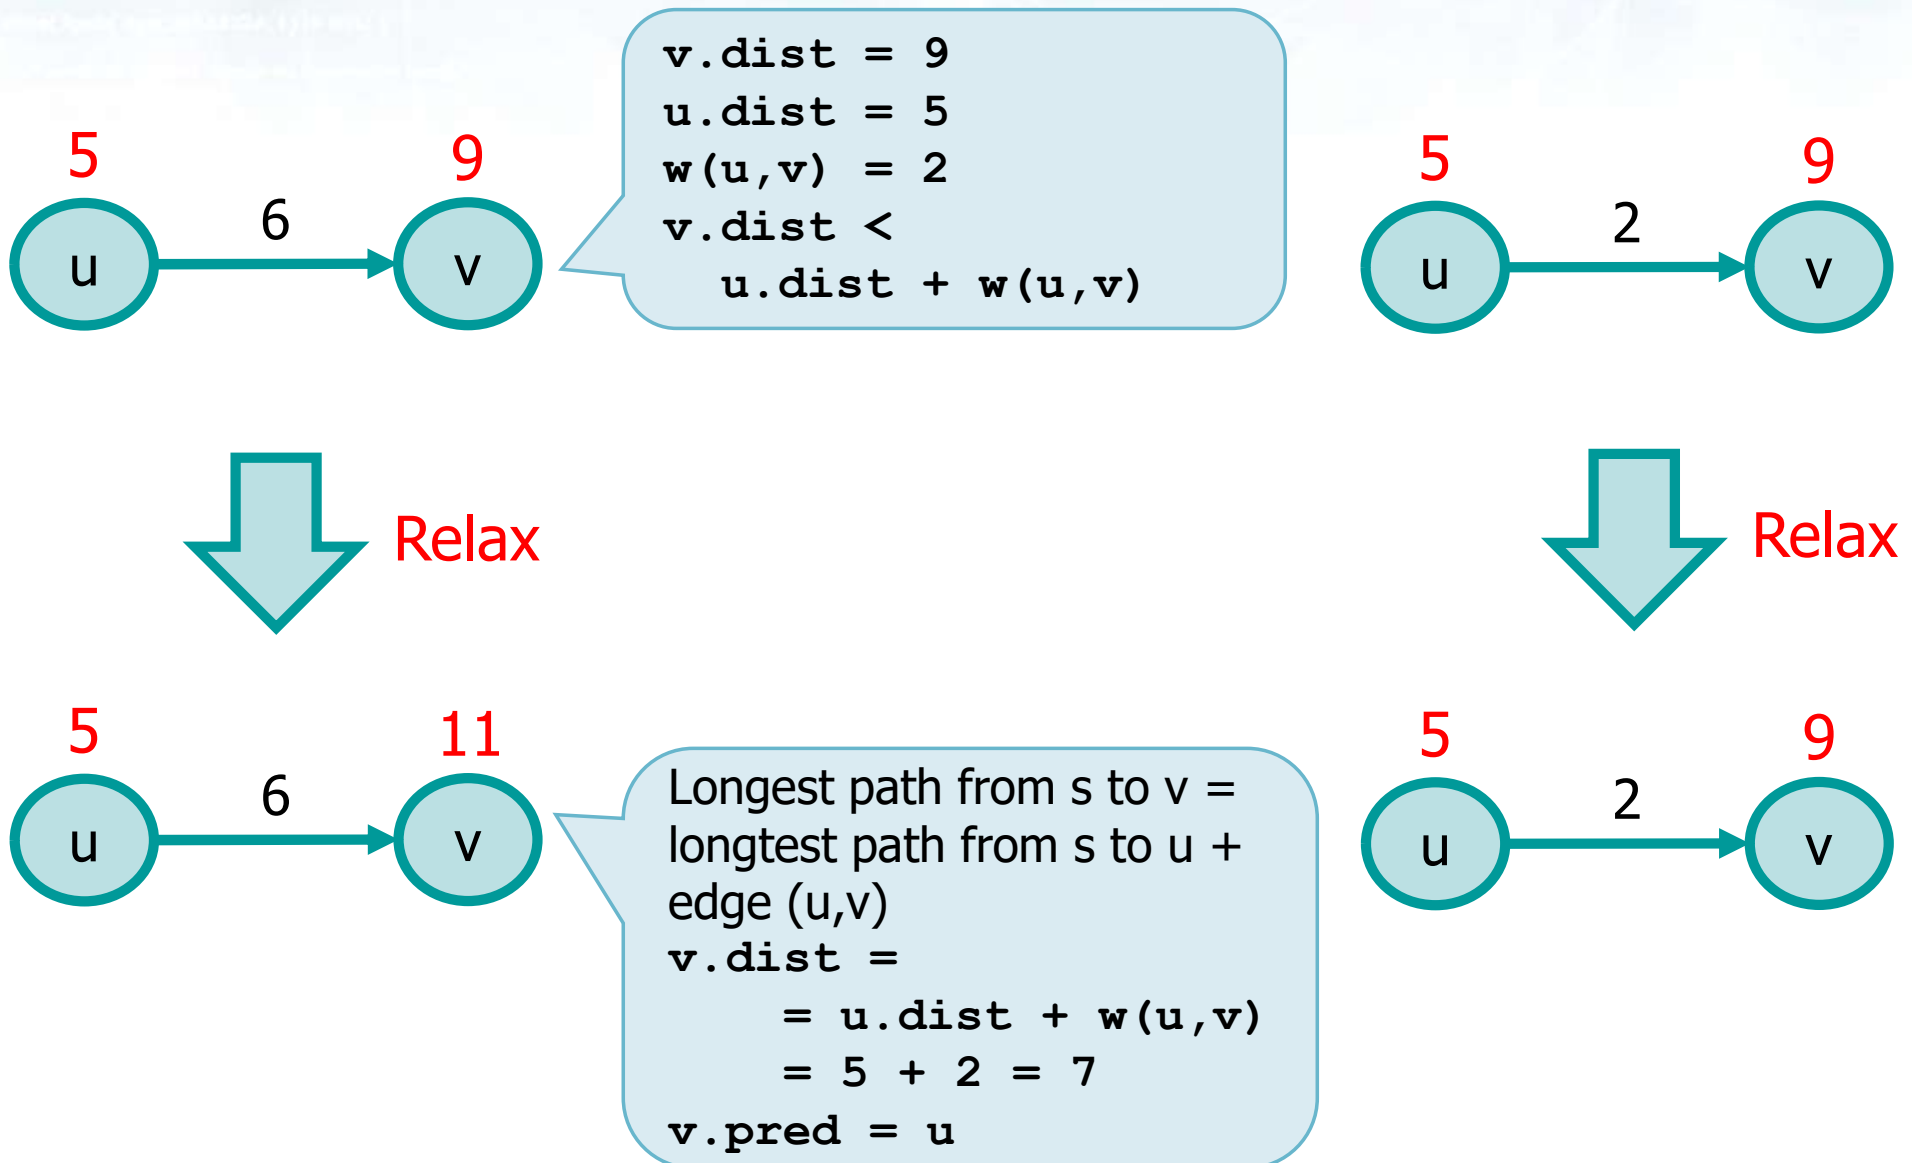 v.dist = 9
u.dist = 5
w(u,v) = 2
v.dist <
u.dist + w(u,v)
5
9
6
u
v
5
9
2
u
v
Relax
Relax
5
11
6
u
v
Longest path from s to v =
longtest path from s to u +
edge (u,v)
v.dist =
= u.dist + w(u,v)
= 5 + 2 = 7
v.pred = u
5
9
2
u
v